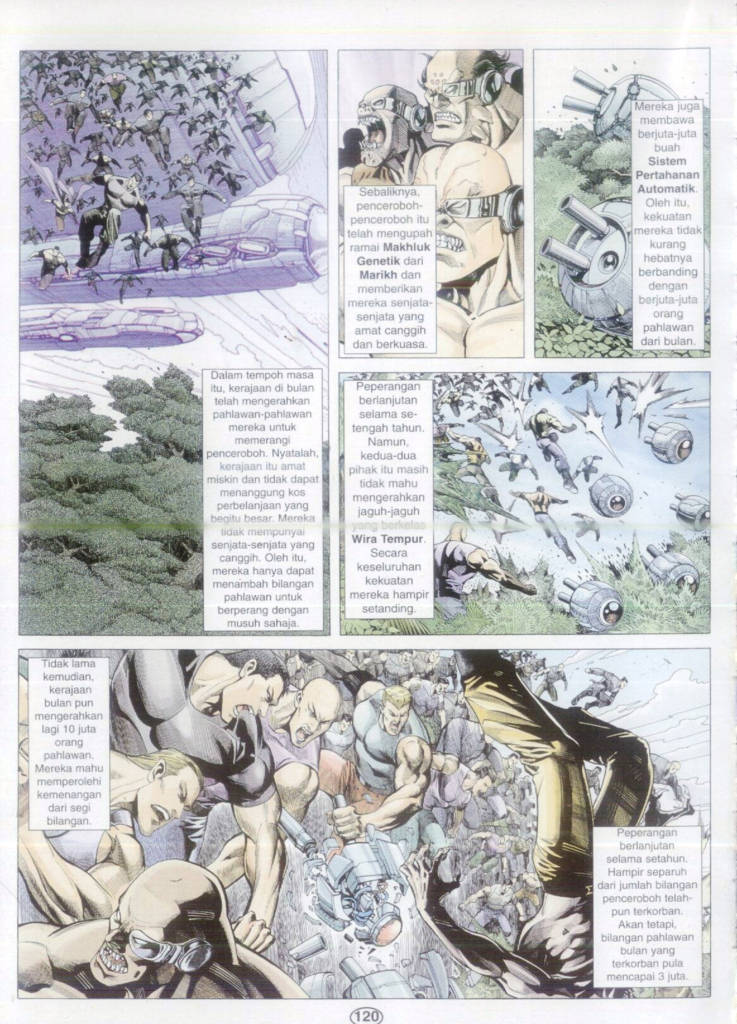 Sebaliknya,
penceroboh-
penceroboh itu
telah mengupah
ramai Makhluk
Genetik dari
Marikh dan
memberikan
mereka senjata-
senjata yang
amat canggih
dan berkuasa.
Mereka juga
membawa
berjuta-juta
buah
Sistem
Pertahanan
Automatik.
Oleh itu,
kekuatan
mereka tidak
kurang
hebatnya
berbanding
dengan
berjuta-juta
orang
pahlawan
dari bulan.
Dalam tempoh masa
itu, kerajaan di bulan
telah mengerahkan
pahlawan-pahlawan
mereka untuk
memerangi
penceroboh. Nyatalah,
kerajaan itu amat
miskin dan tidak dapat
menanggung kos
perbelanjaan yang
begitu besar. Mereka
tidak mempunyai
senjata-senjata yang
canggih. Oleh itu,
mereka hanya dapat
menambah bilangan
pahlawan untuk
berperang dengan
musuh sahaja.
Peperangan
berlanjutan
selama se-
tengah tahun.
Namun,
kedua-dua
pihak itu masih
tidak mahu
mengerahkan
jaguh-jaguh
yang berkelas
Wira Tempur.
Secara
keseluruhan
kekuatan
mereka hampir
setanding.
Tidak lama
kemudian,
kerajaan
bulan pun
mengerahkan
lagi 10 juta
orang
pahlawan.
Mereka mahu
memperolehi
kemenangan
dari segi
bilangan.
Peperangan
berlanjutan
selama setahun.
Hampir separuh
dari jumlah bilangan
penceroboh telah-
pun terkorban.
Akan tetapi,
bilangan pahlawan
bulan yang
terkorban pula
mencapai 3 juta.
120